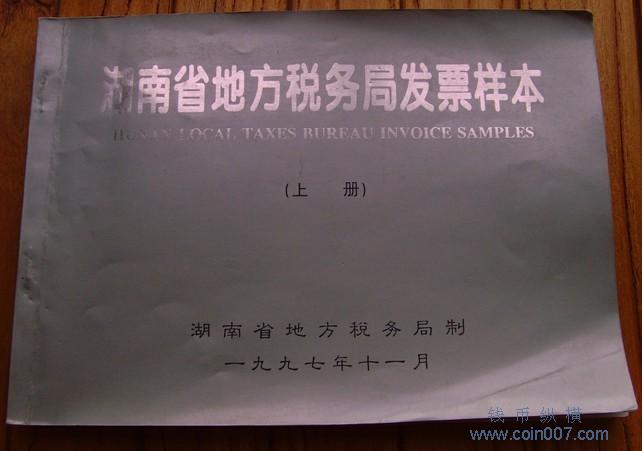 湖南省地方税务局发票样本
HUNAN LOCAL TAXES BUREAU INVOICE SAMPLES
(上 册)
湖南省地方税务局制
一九九七年十一月
钱币纵横
www.coin007.com